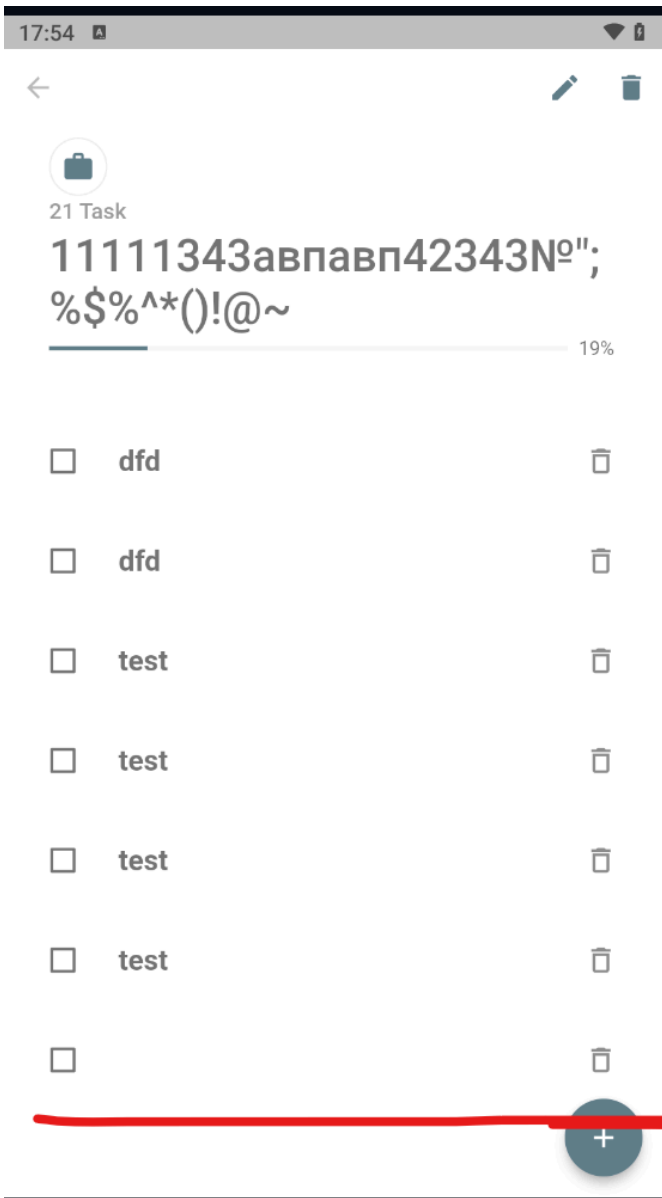 17:54 A
21 Task
11111343авпавп42343№";
%$%^*()!@~
19%
dfd
dfd
test
test
test
test